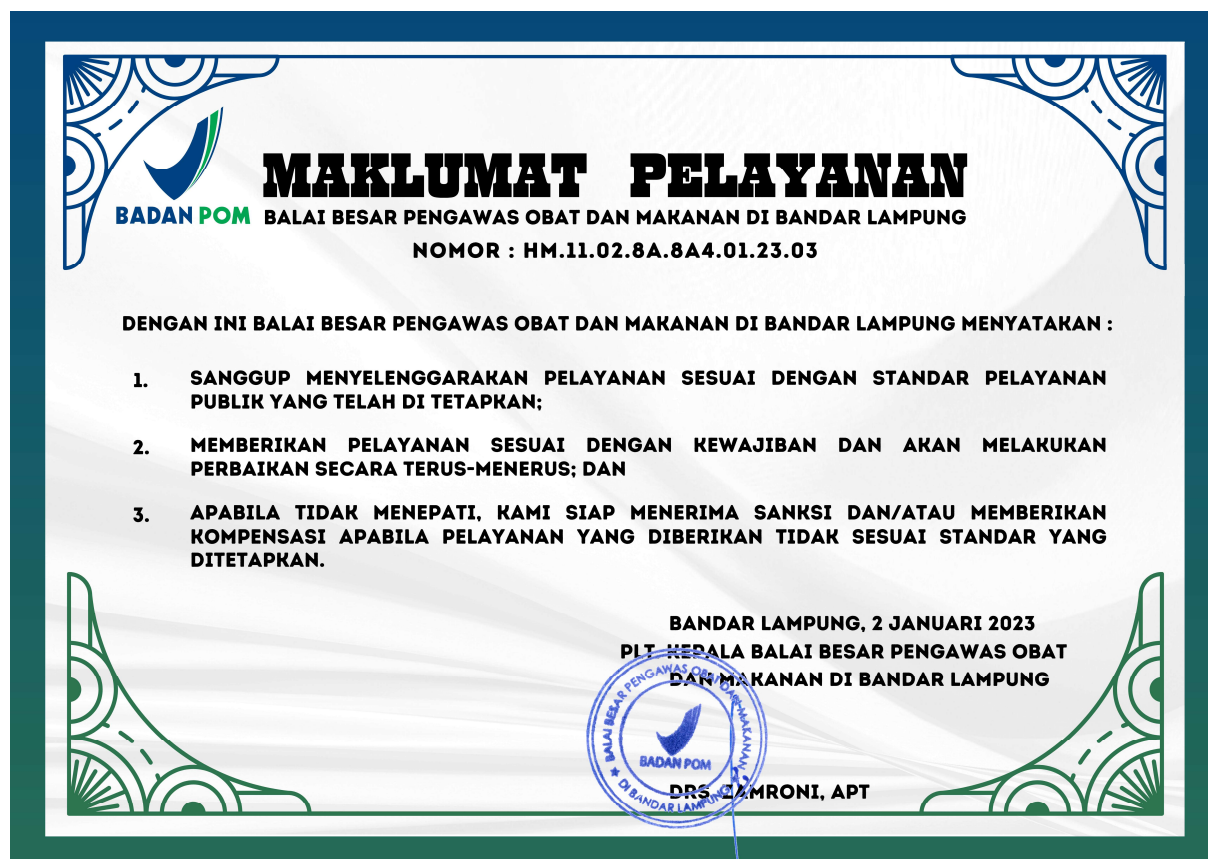 MAKLUMAT PELAYANAN
BADAN POM
BALAI BESAR PENGAWAS OBAT DAN MAKANAN DI BANDAR LAMPUNG
NOMOR : HM.11.02.8A.8A4.01.23.03
DENGAN INI BALAI BESAR PENGAWAS OBAT DAN MAKANAN DI BANDAR LAMPUNG MENYATAKAN :
1. SANGGUP MENYELENGGARAKAN PELAYANAN SESUAI DENGAN STANDAR PELAYANAN
PUBLIK YANG TELAH DI TETAPKAN;
2. MEMBERIKAN PELAYANAN SESUAI DENGAN KEWAJIBAN DAN AKAN MELAKUKAN
PERBAIKAN SECARA TERUS-MENERUS; DAN
3. APABILA TIDAK MENEPATI, KAMI SIAP MENERIMA SANKSI DAN/ATAU MEMBERIKAN
KOMPENSASI APABILA PELAYANAN YANG DIBERIKAN TIDAK SESUAI STANDAR YANG
DITETAPKAN.
BANDAR LAMPUNG, 2 JANUARI 2023
PLT. KEPALA BALAI BESAR PENGAWAS OBAT
DAN MAKANAN DI BANDAR LAMPUNG
BALAI BESAR PENGAWAS OBAT DAN MAKANAN
BADAN POM
DI BANDAR LAMPUNG
DRS. ZAMRONI, APT